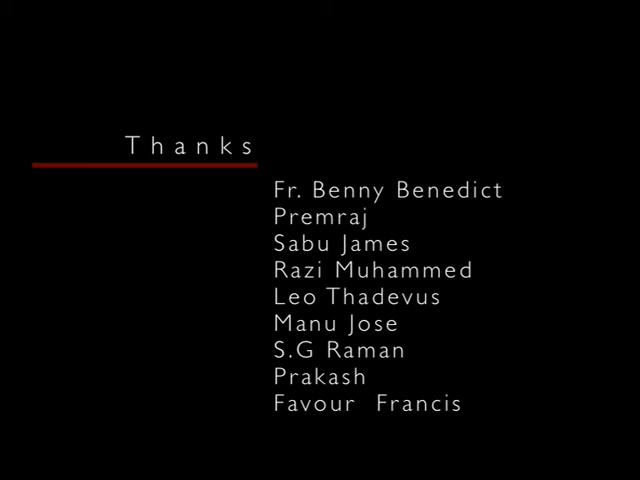 Thanks
Fr. Benny Benedict
Premraj
Sabu James
Razi Muhammed
Leo Thadevus
Manu Jose
S.G Raman
Prakash
Favour Francis